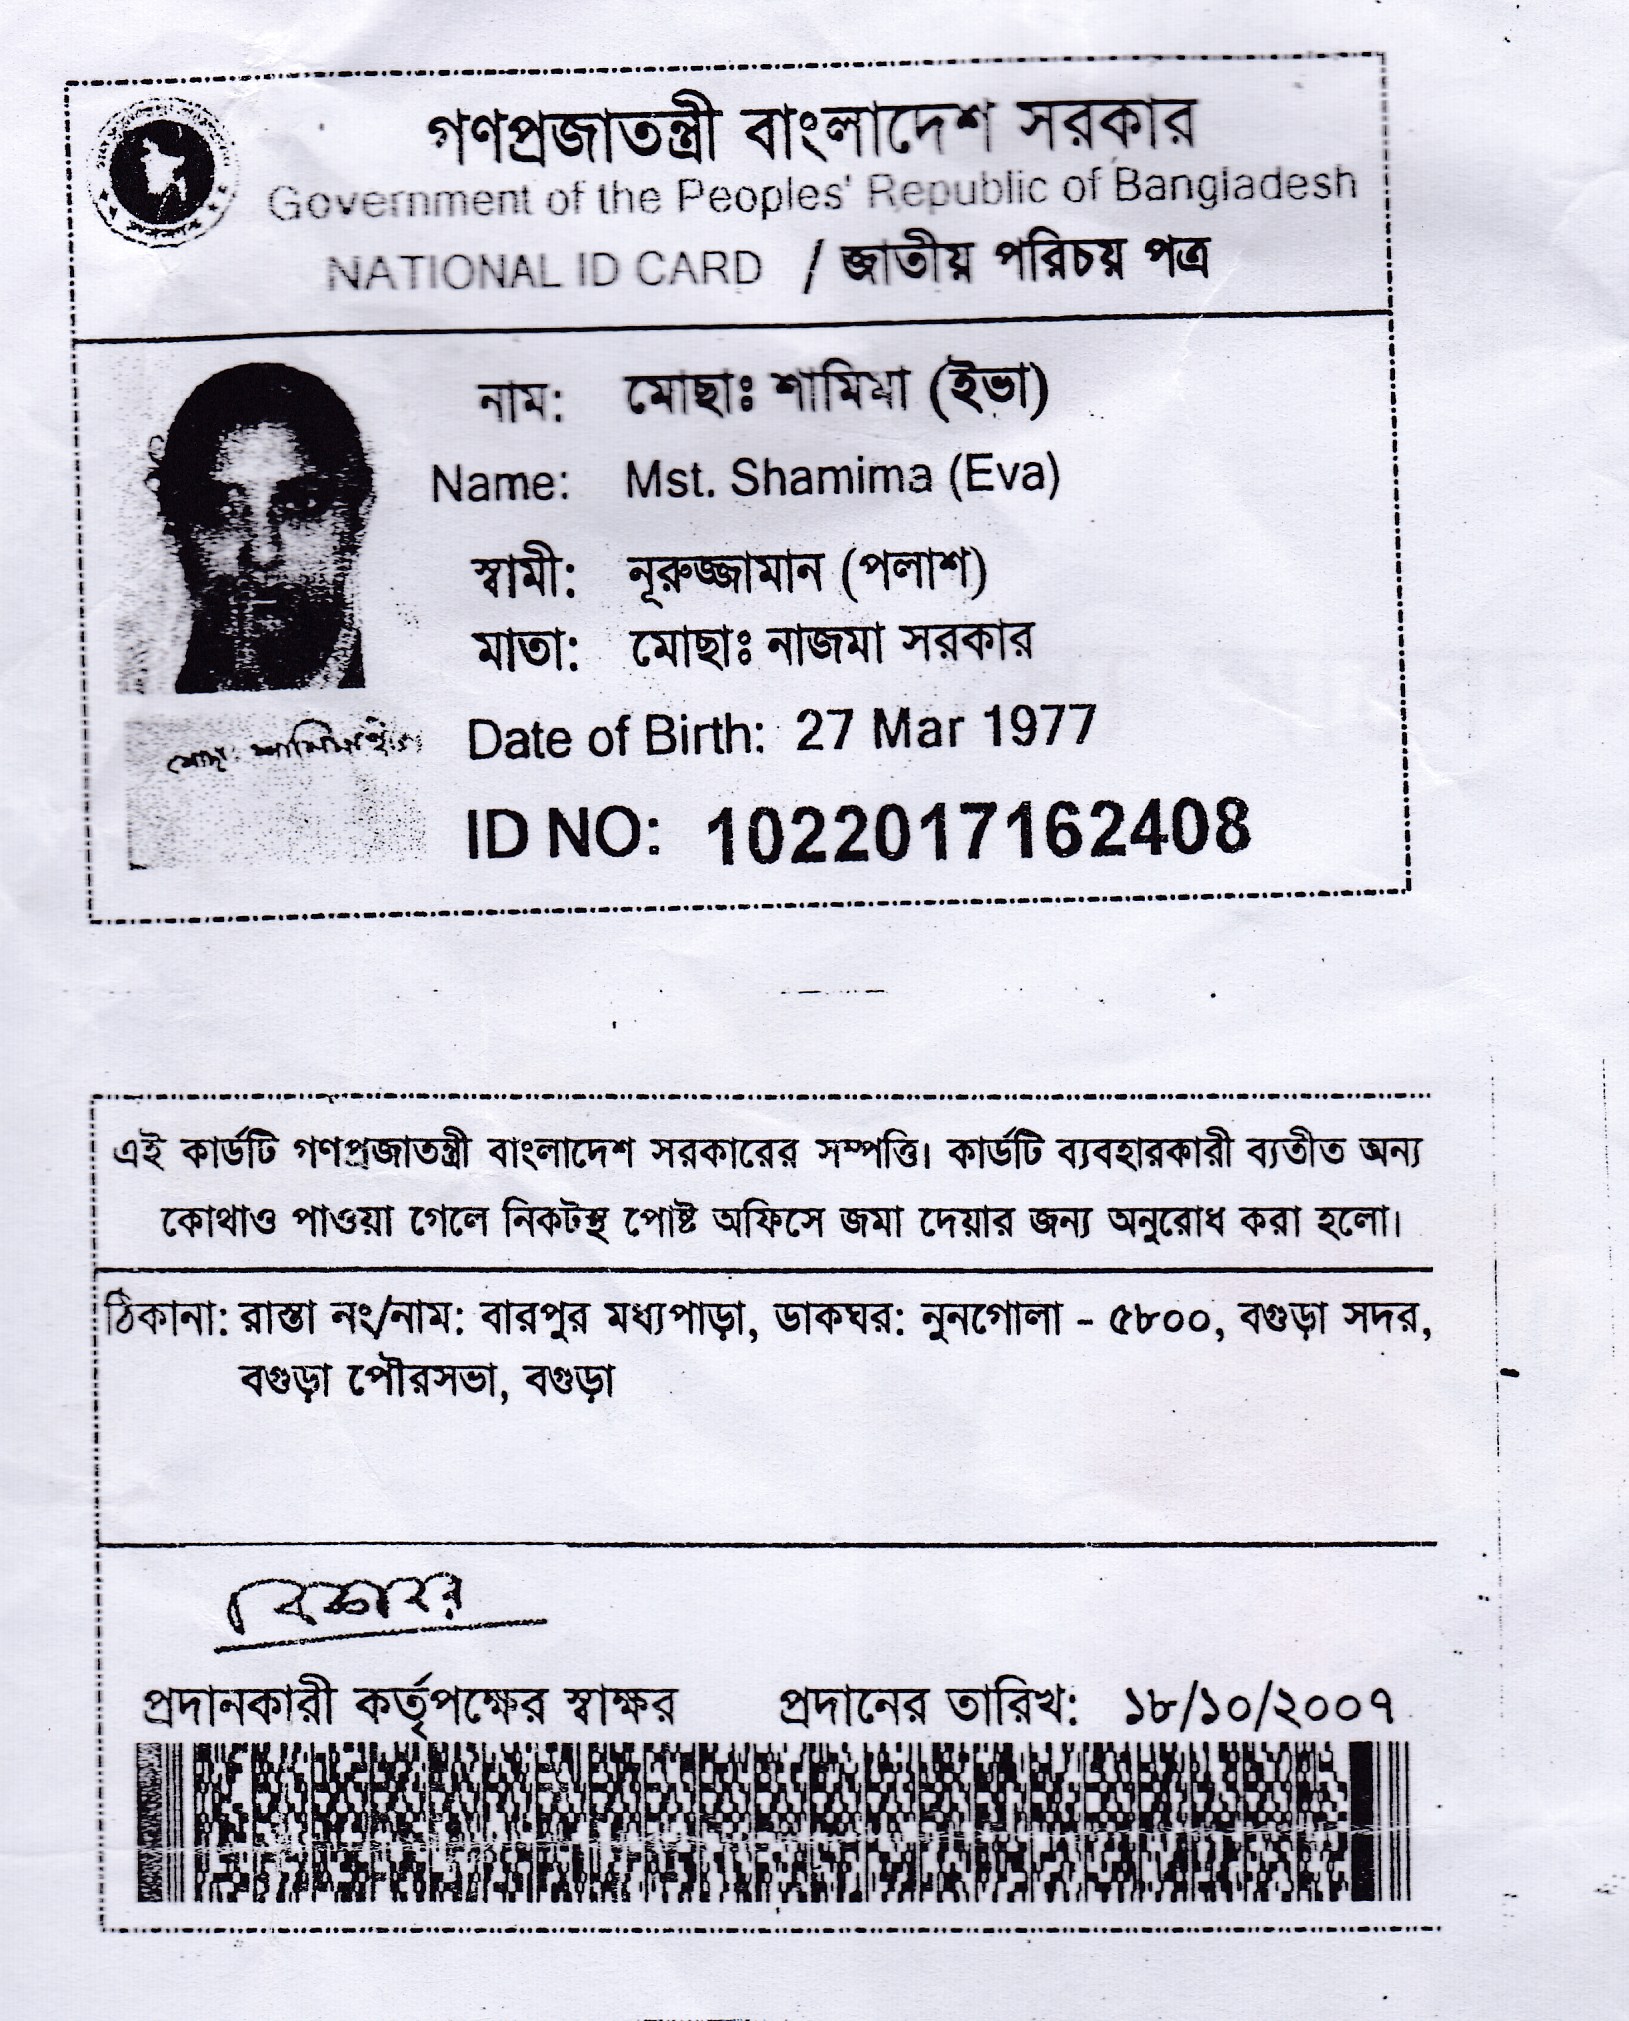 গণপ্রজাতন্ত্রী বাংলাদেশ সরকার
Government of the Peoples' Republic of Bangladesh
NATIONAL ID CARD / জাতীয় পরিচয় পত্র
নাম: মোছাঃ শামিমা (ইভা)
Name: Mst. Shamima (Eva)
স্বামী: নূরুজ্জামান (পলাশ)
মাতা: মোছাঃ নাজমা সরকার
Date of Birth: 27 Mar 1977
ID NO: 1022017162408
এই কার্ডটি গণপ্রজাতন্ত্রী বাংলাদেশ সরকারের সম্পত্তি। কার্ডটি ব্যবহারকারী ব্যতীত অন্য
কোথাও পাওয়া গেলে নিকটস্থ পোষ্ট অফিসে জমা দেয়ার জন্য অনুরোধ করা হলো।
ঠিকানা: রাস্তা নং/নাম: বারপুর মধ্যপাড়া, ডাকঘর: নুনগোলা - ৫৮০০, বগুড়া সদর,
বগুড়া পৌরসভা, বগুড়া
প্রদানকারী কর্তৃপক্ষের স্বাক্ষর প্রদানের তারিখ: ১৮/১০/২০০৭